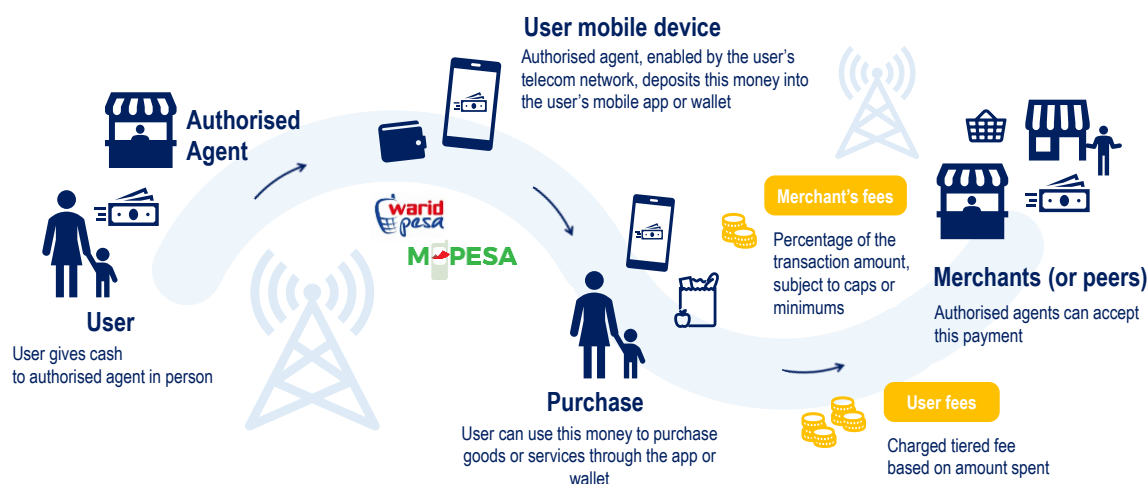 User mobile device
Authorised agent, enabled by the user’s
telecom network, deposits this money into
the user’s mobile app or wallet
Authorised
Agent
warid
pesa
M PESA
User
User gives cash
to authorised agent in person
Purchase
User can use this money to purchase
goods or services through the app or
wallet
Merchant’s fees
Percentage of the
transaction amount,
subject to caps or
minimums
Merchants (or peers)
Authorised agents can accept
this payment
User fees
Charged tiered fee
based on amount spent